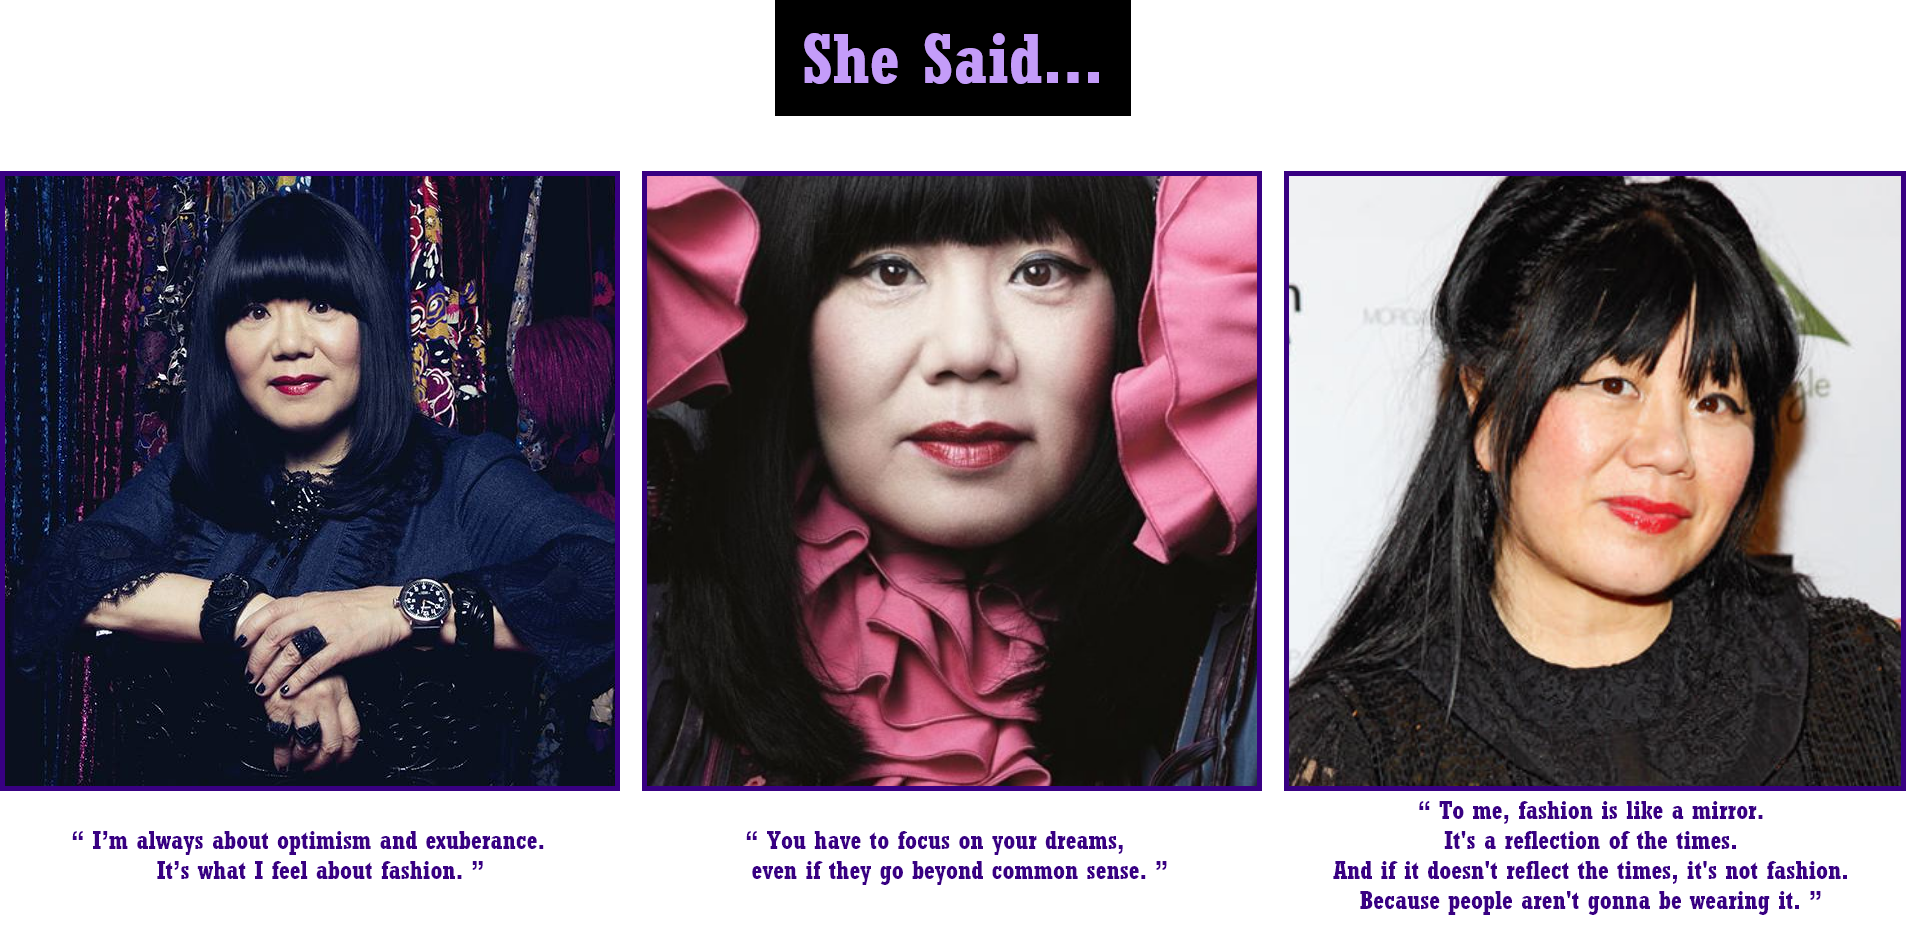 She Said...
“ I’m always about optimism and exuberance.
It’s what I feel about fashion. ”
“ You have to focus on your dreams,
even if they go beyond common sense. ”
“ To me, fashion is like a mirror.
It's a reflection of the times.
And if it doesn't reflect the times, it's not fashion.
Because people aren't gonna be wearing it. ”